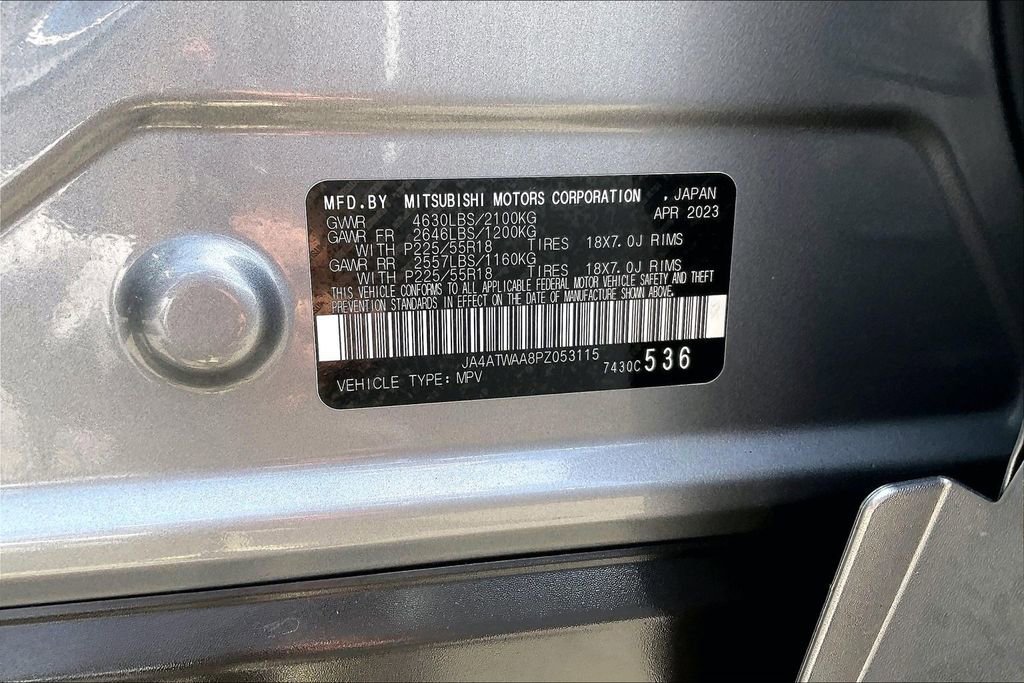 MFD.BY MITSUBISHI MOTORS CORPORATION , JAPAN
GVWR 4630LBS/2100KG APR 2023
GAWR FR 2646LBS/1200KG
WITH P225/55R18 TIRES 18X7.0J RIMS
GAWR RR 2557LBS/1160KG
WITH P225/55R18 TIRES 18X7.0J RIMS
THIS VEHICLE CONFORMS TO ALL APPLICABLE FEDERAL MOTOR VEHICLE SAFETY AND THEFT
PREVENTION STANDARDS IN EFFECT ON THE DATE OF MANUFACTURE SHOWN ABOVE.
JA4ATWAA8PZ053115
VEHICLE TYPE: MPV 7430C 536